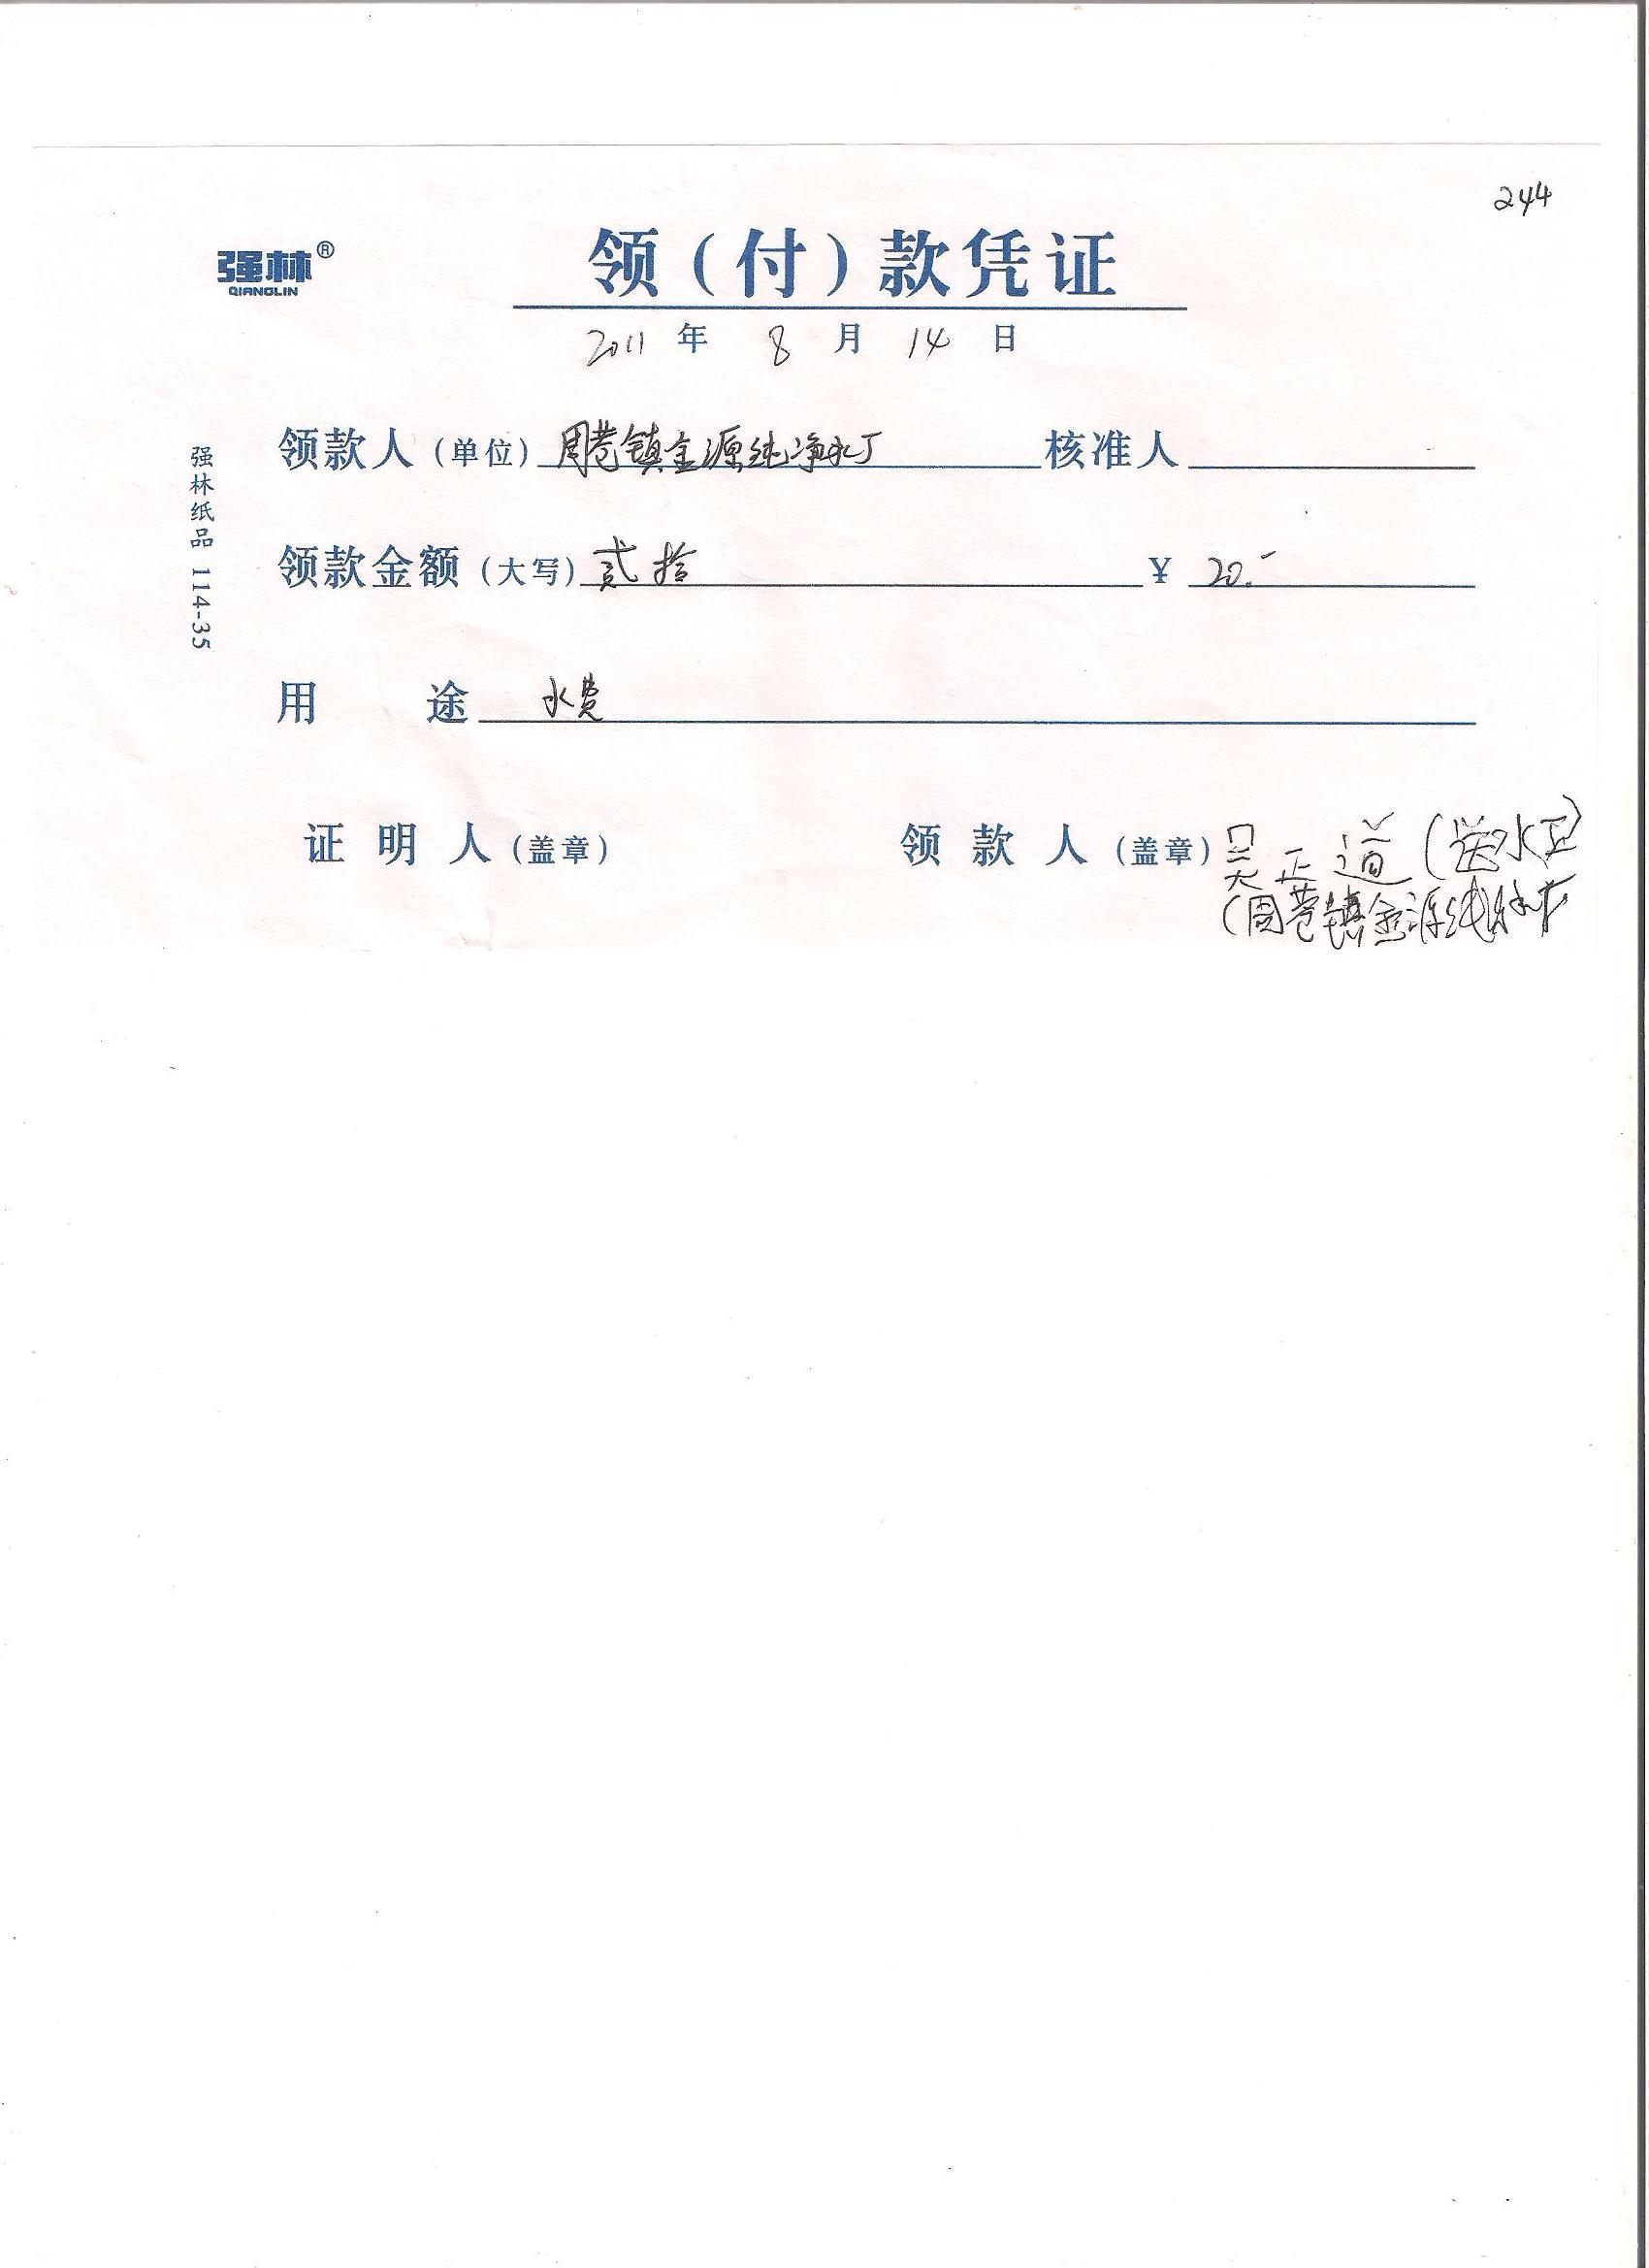 244
强林®
QIANGLIN
领（付）款凭证
2011 年 8 月 14 日
领款人（单位）周巷镇金源纯净水厂 核准人
强林纸品 114-35
领款金额（大写）贰拾 ¥ 20.-
用 途 水费
证明人（盖章） 领款人（盖章）吴正道（送水工）
（周巷镇金源纯净水厂